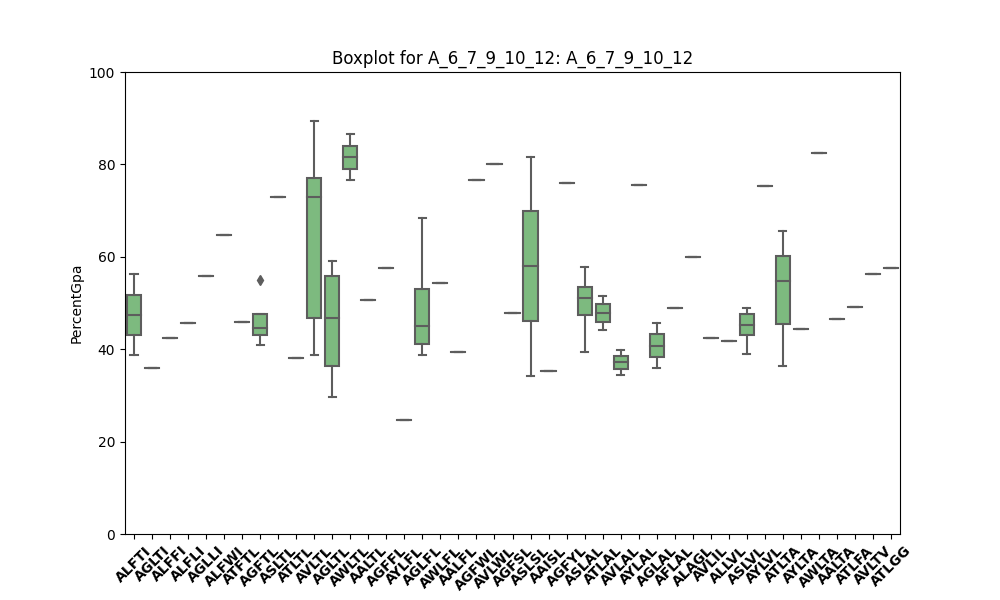 Boxplot for A_6_7_9_10_12: A_6_7_9_10_12
PercentGpa
100
80
60
40
20
0
ALFTI
AGLTI
ALFFI
ALFLI
AGLLI
ALFWI
ATFTL
AGFTL
ASLTL
ATLTL
AVLTL
AGLTL
AWLTL
AALTL
AGFFL
AYLFL
AGLFL
AWLFL
AALFL
AGFWL
AVLWL
AGFSL
ASLSL
AAISL
AGFYL
ASLAL
ATLAL
AVLAL
AYLAL
AGLAL
AFLAL
ALAGL
AVLIL
ALLVL
ASLVL
AYLVL
ATLTA
AYLTA
AWLTA
AALTA
ATLFA
AVLTV
ATLGG